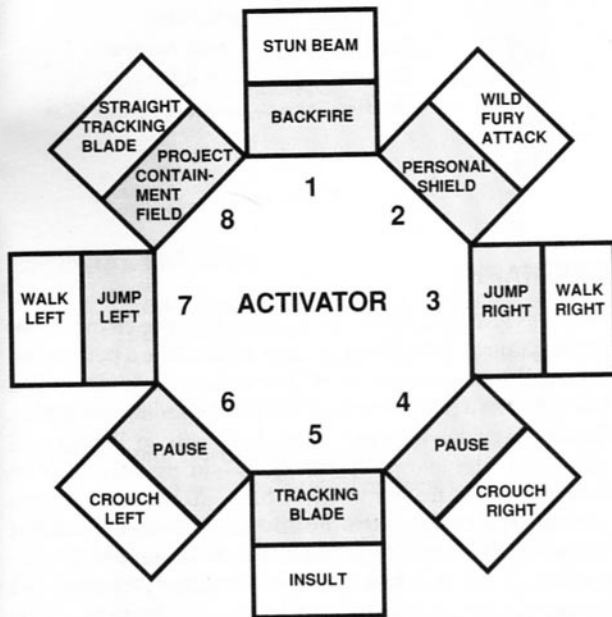 STUN BEAM
BACKFIRE
STRAIGHT
TRACKING
BLADE
PROJECT
CONTAIN-
MENT
FIELD
WILD
FURY
ATTACK
PERSONAL
SHIELD
1
8
2
WALK
LEFT
JUMP
LEFT
7
ACTIVATOR
3
JUMP
RIGHT
WALK
RIGHT
6
5
4
PAUSE
CROUCH
LEFT
PAUSE
CROUCH
RIGHT
TRACKING
BLADE
INSULT